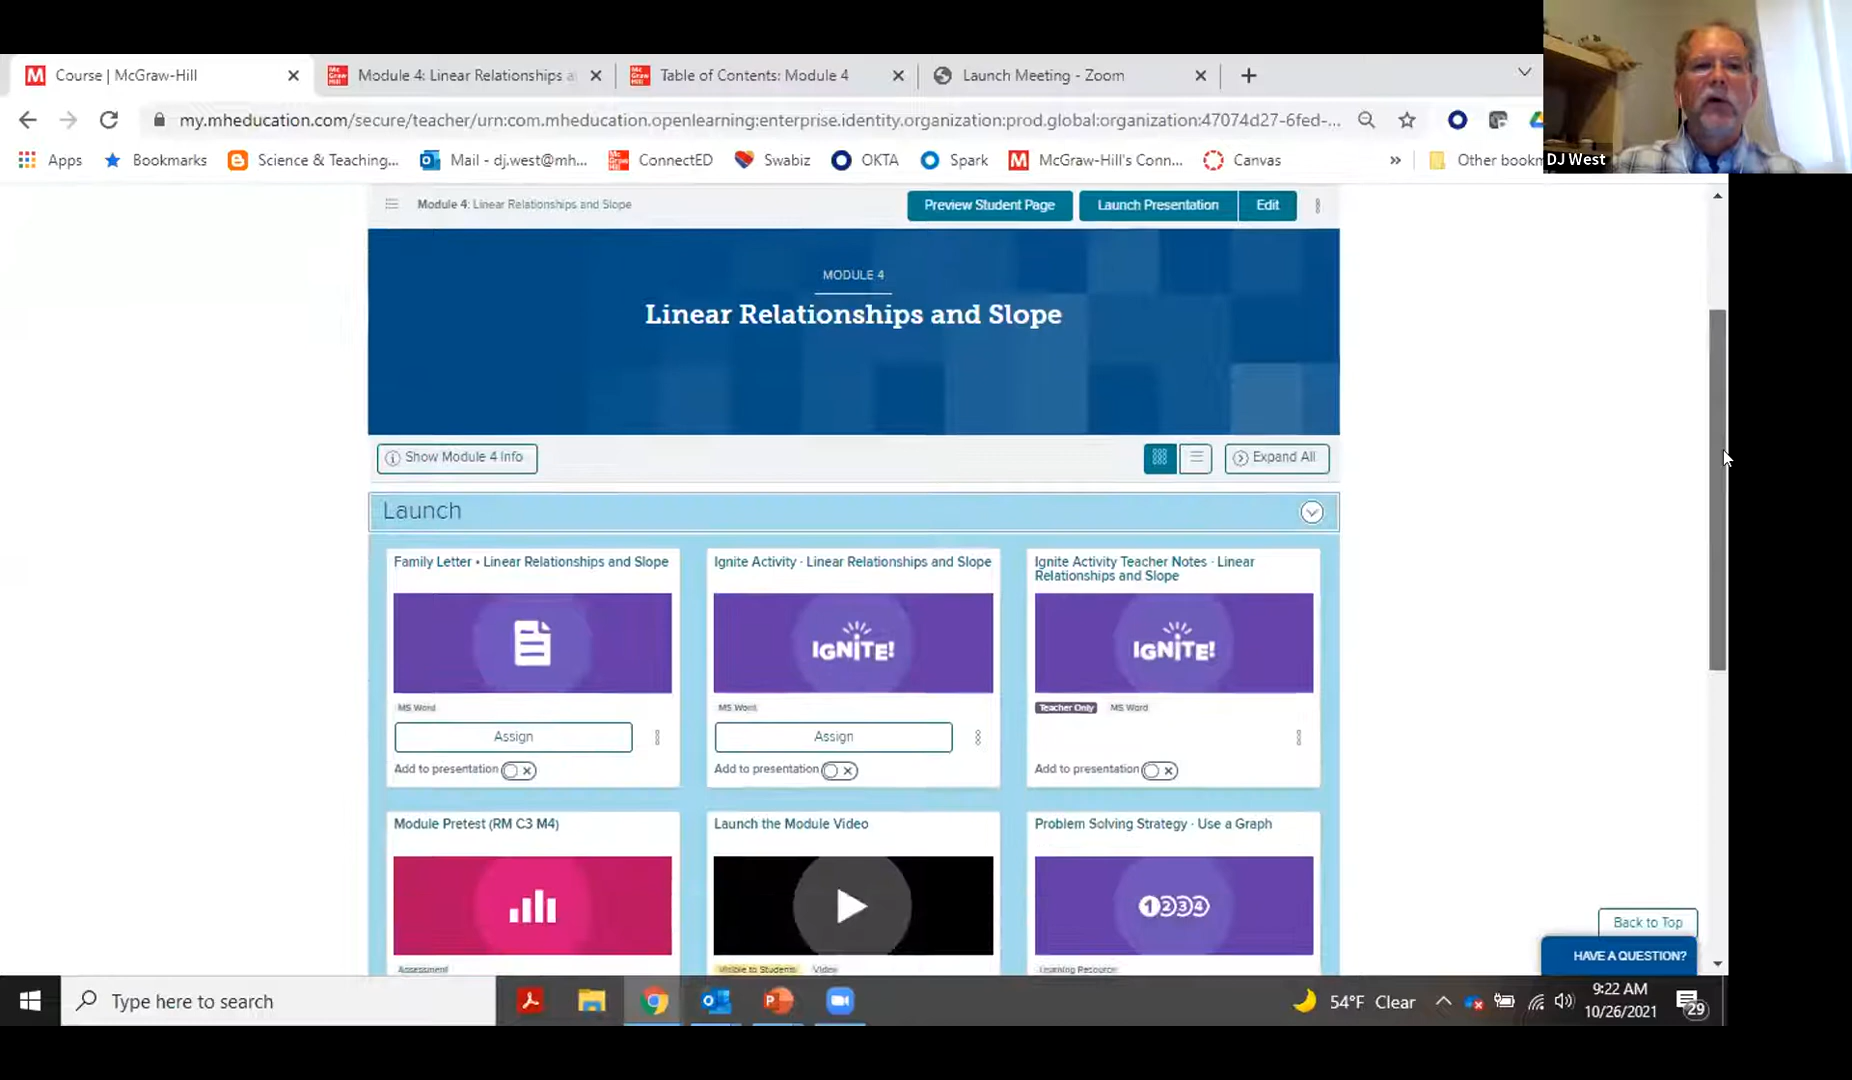 Course | McGraw-Hill
Module 4: Linear Relationships a
Table of Contents: Module 4
Launch Meeting - Zoom
my.mheducation.com/secure/teacher/urn:com.mheducation.openlearning:enterprise.identity.organization:prod.global:organization:47074d27-6fed-...
Apps
Bookmarks
Science & Teaching...
Mail - dj.west@mh...
ConnectED
Swabiz
OKTA
Spark
McGraw-Hill's Conn...
Canvas
»
Other bookm
DJ West
Module 4: Linear Relationships and Slope
Preview Student Page
Launch Presentation
Edit
MODULE 4
Linear Relationships and Slope
Show Module 4 Info
Expand All
Launch
Family Letter • Linear Relationships and Slope
Ignite Activity · Linear Relationships and Slope
Ignite Activity Teacher Notes · Linear
Relationships and Slope
IGNITE!
IGNITE!
MS Word
MS Word
Teacher Only
MS Word
Assign
Assign
Add to presentation
Add to presentation
Add to presentation
Module Pretest (RM C3 M4)
Launch the Module Video
Problem Solving Strategy · Use a Graph
1234
Assessment
Visible to Students
Video
Learning Resource
Back to Top
HAVE A QUESTION?
Type here to search
54°F Clear
9:22 AM
10/26/2021
29